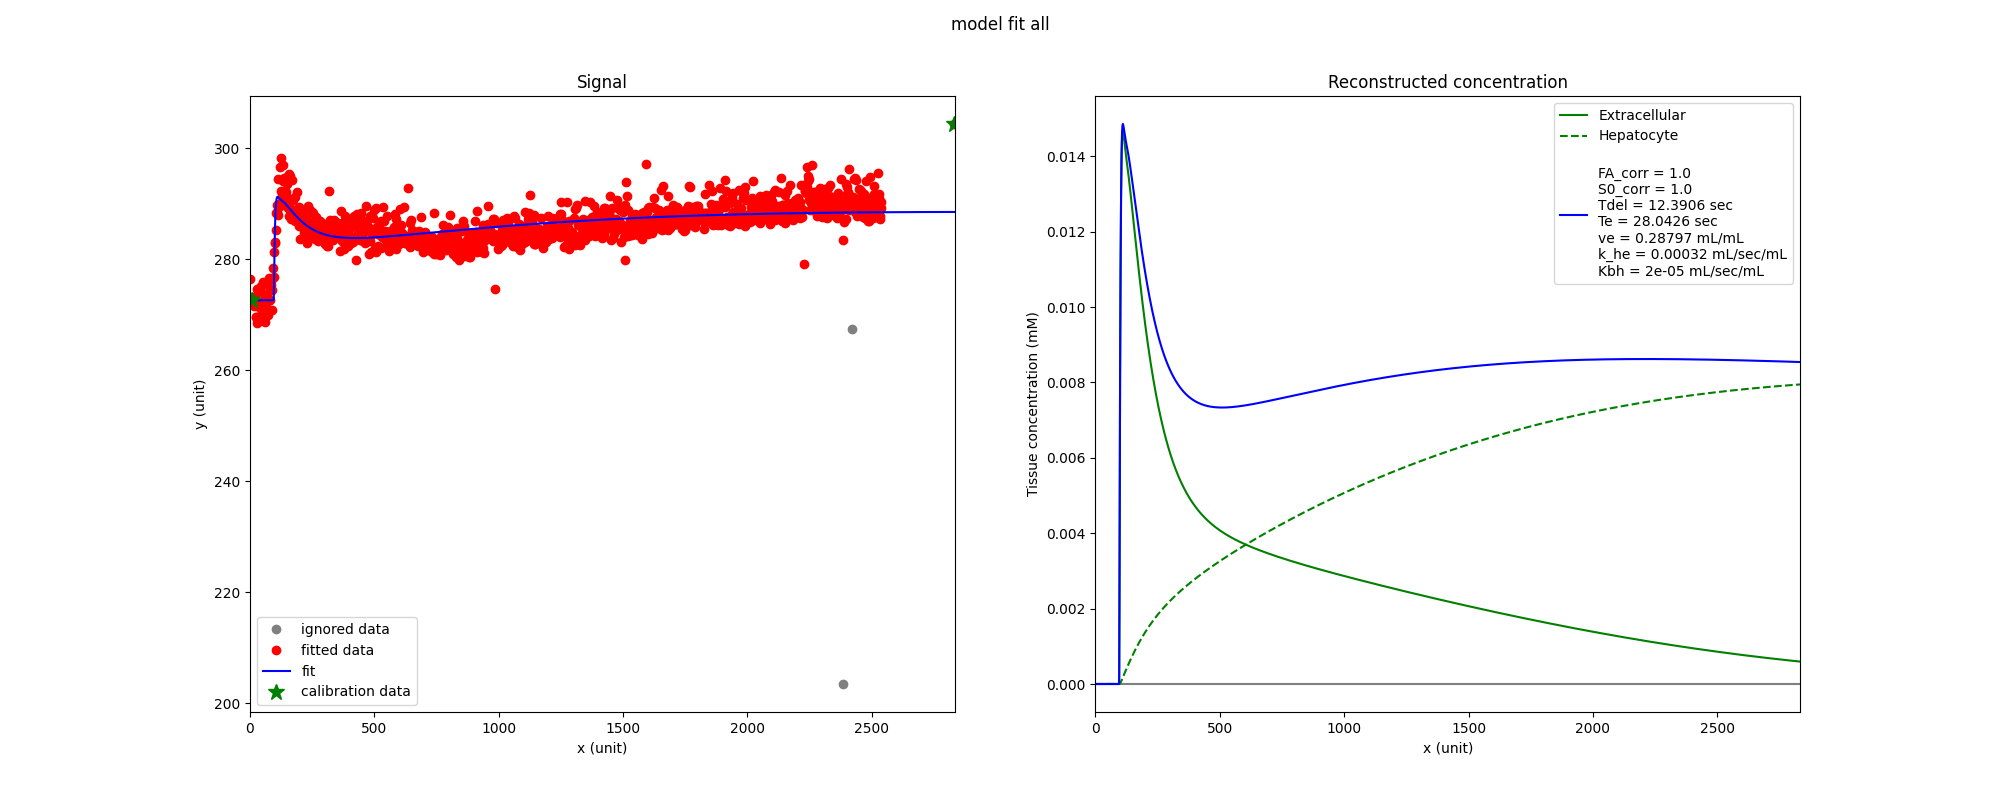 model fit all
Signal
300
280
260
240
220
200
y (unit)
0
500
1000
1500
2000
2500
x (unit)
ignored data
fitted data
fit
calibration data
Reconstructed concentration
0.014
0.012
0.010
0.008
0.006
0.004
0.002
0.000
Tissue concentration (mM)
0
500
1000
1500
2000
2500
x (unit)
Extracellular
Hepatocyte
FA_corr = 1.0
S0_corr = 1.0
Tdel = 12.3906 sec
Te = 28.0426 sec
ve = 0.28797 mL/mL
k_he = 0.00032 mL/sec/mL
Kbh = 2e-05 mL/sec/mL